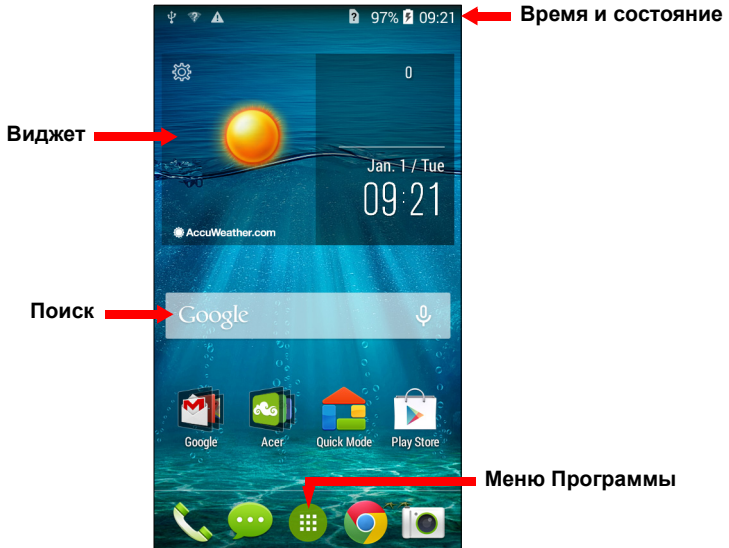 97% 09:21
Время и состояние
0
Виджет
Jan. 1 / Tue
09:21
AccuWeather.com
Поиск
Google
Google
Acer
Quick Mode
Play Store
Меню Программы